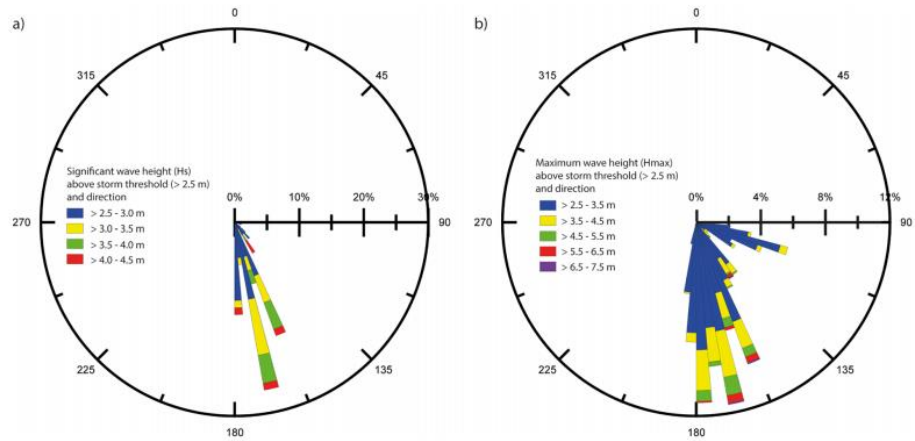 a)
0
45
90
135
180
225
270
315
Significant wave height (Hs)
above storm threshold (> 2.5 m)
and direction
> 2.5 - 3.0 m
> 3.0 - 3.5 m
> 3.5 - 4.0 m
> 4.0 - 4.5 m
0% 10% 20% 30%
b)
0
45
90
135
180
225
270
315
Maximum wave height (Hmax)
above storm threshold (> 2.5 m)
and direction
> 2.5 - 3.5 m
> 3.5 - 4.5 m
> 4.5 - 5.5 m
> 5.5 - 6.5 m
> 6.5 - 7.5 m
0% 4% 8% 12%